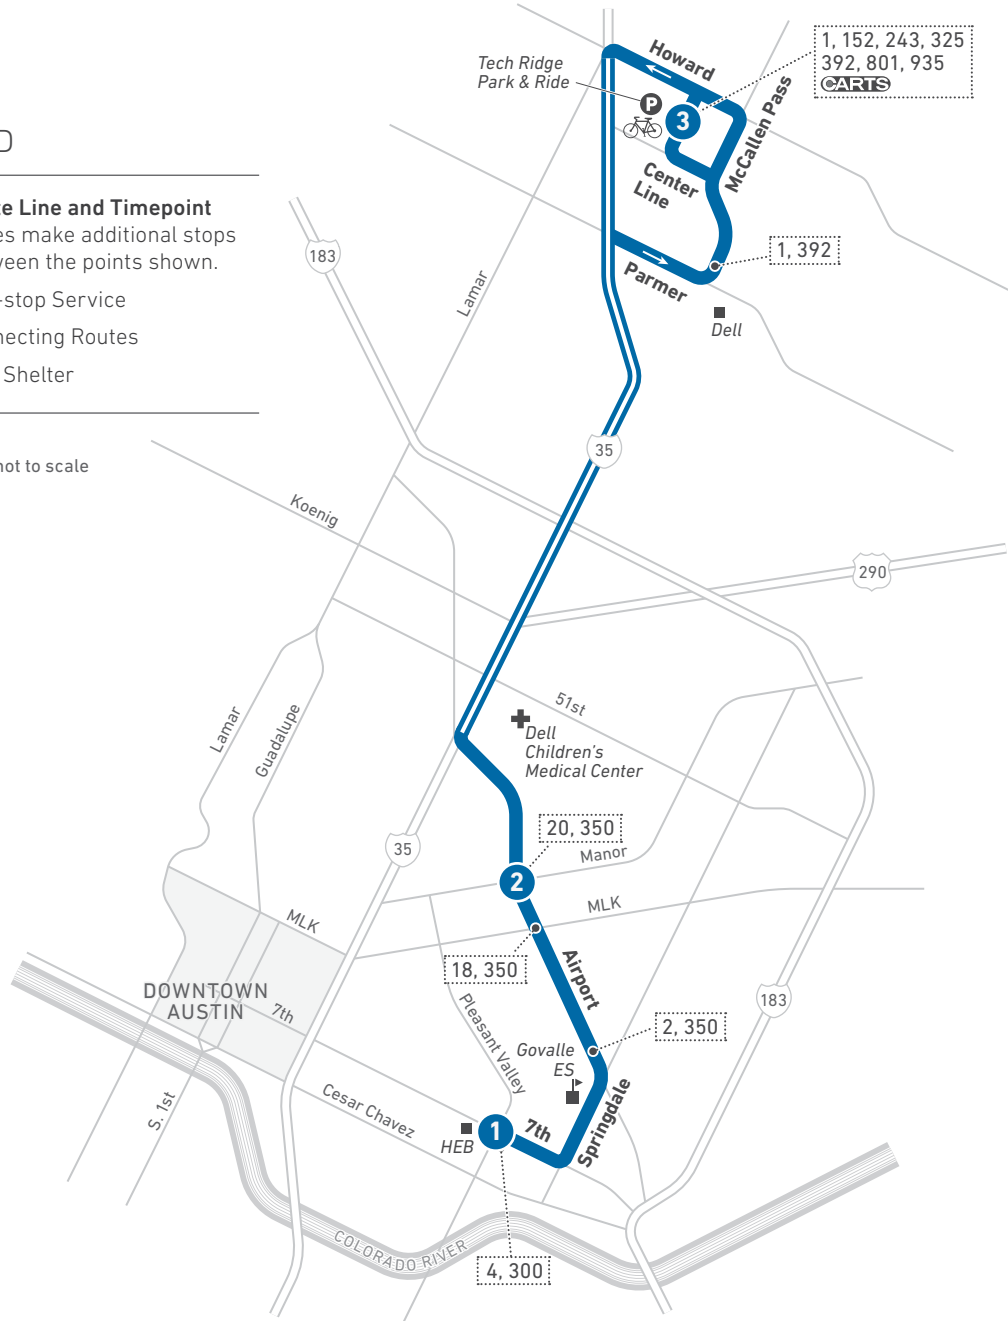 Howard
1, 152, 243, 325
392, 801, 935
CARTS
Tech Ridge
Park & Ride
P
3
McCallen Pass
Center
Line
Line and Timepoint
make additional stops
the points shown.
-stop Service
Routes
Shelter
not to scale
183
Lamar
1, 392
Parmer
Dell
35
Koenig
290
51st
Dell
Children's
Medical Center
Lamar
Guadalupe
20, 350
35
Manor
2
MLK
MLK
18, 350
Airport
DOWNTOWN
AUSTIN
7th
Pleasant Valley
183
2, 350
Govalle
ES
Cesar Chavez
S. 1st
Springdale
1
7th
HEB
COLORADO RIVER
4, 300